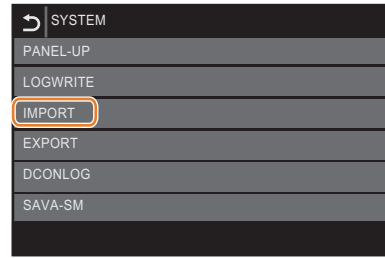 SYSTEM
PANEL-UP
LOGWRITE
IMPORT
EXPORT
DCONLOG
SAVA-SM